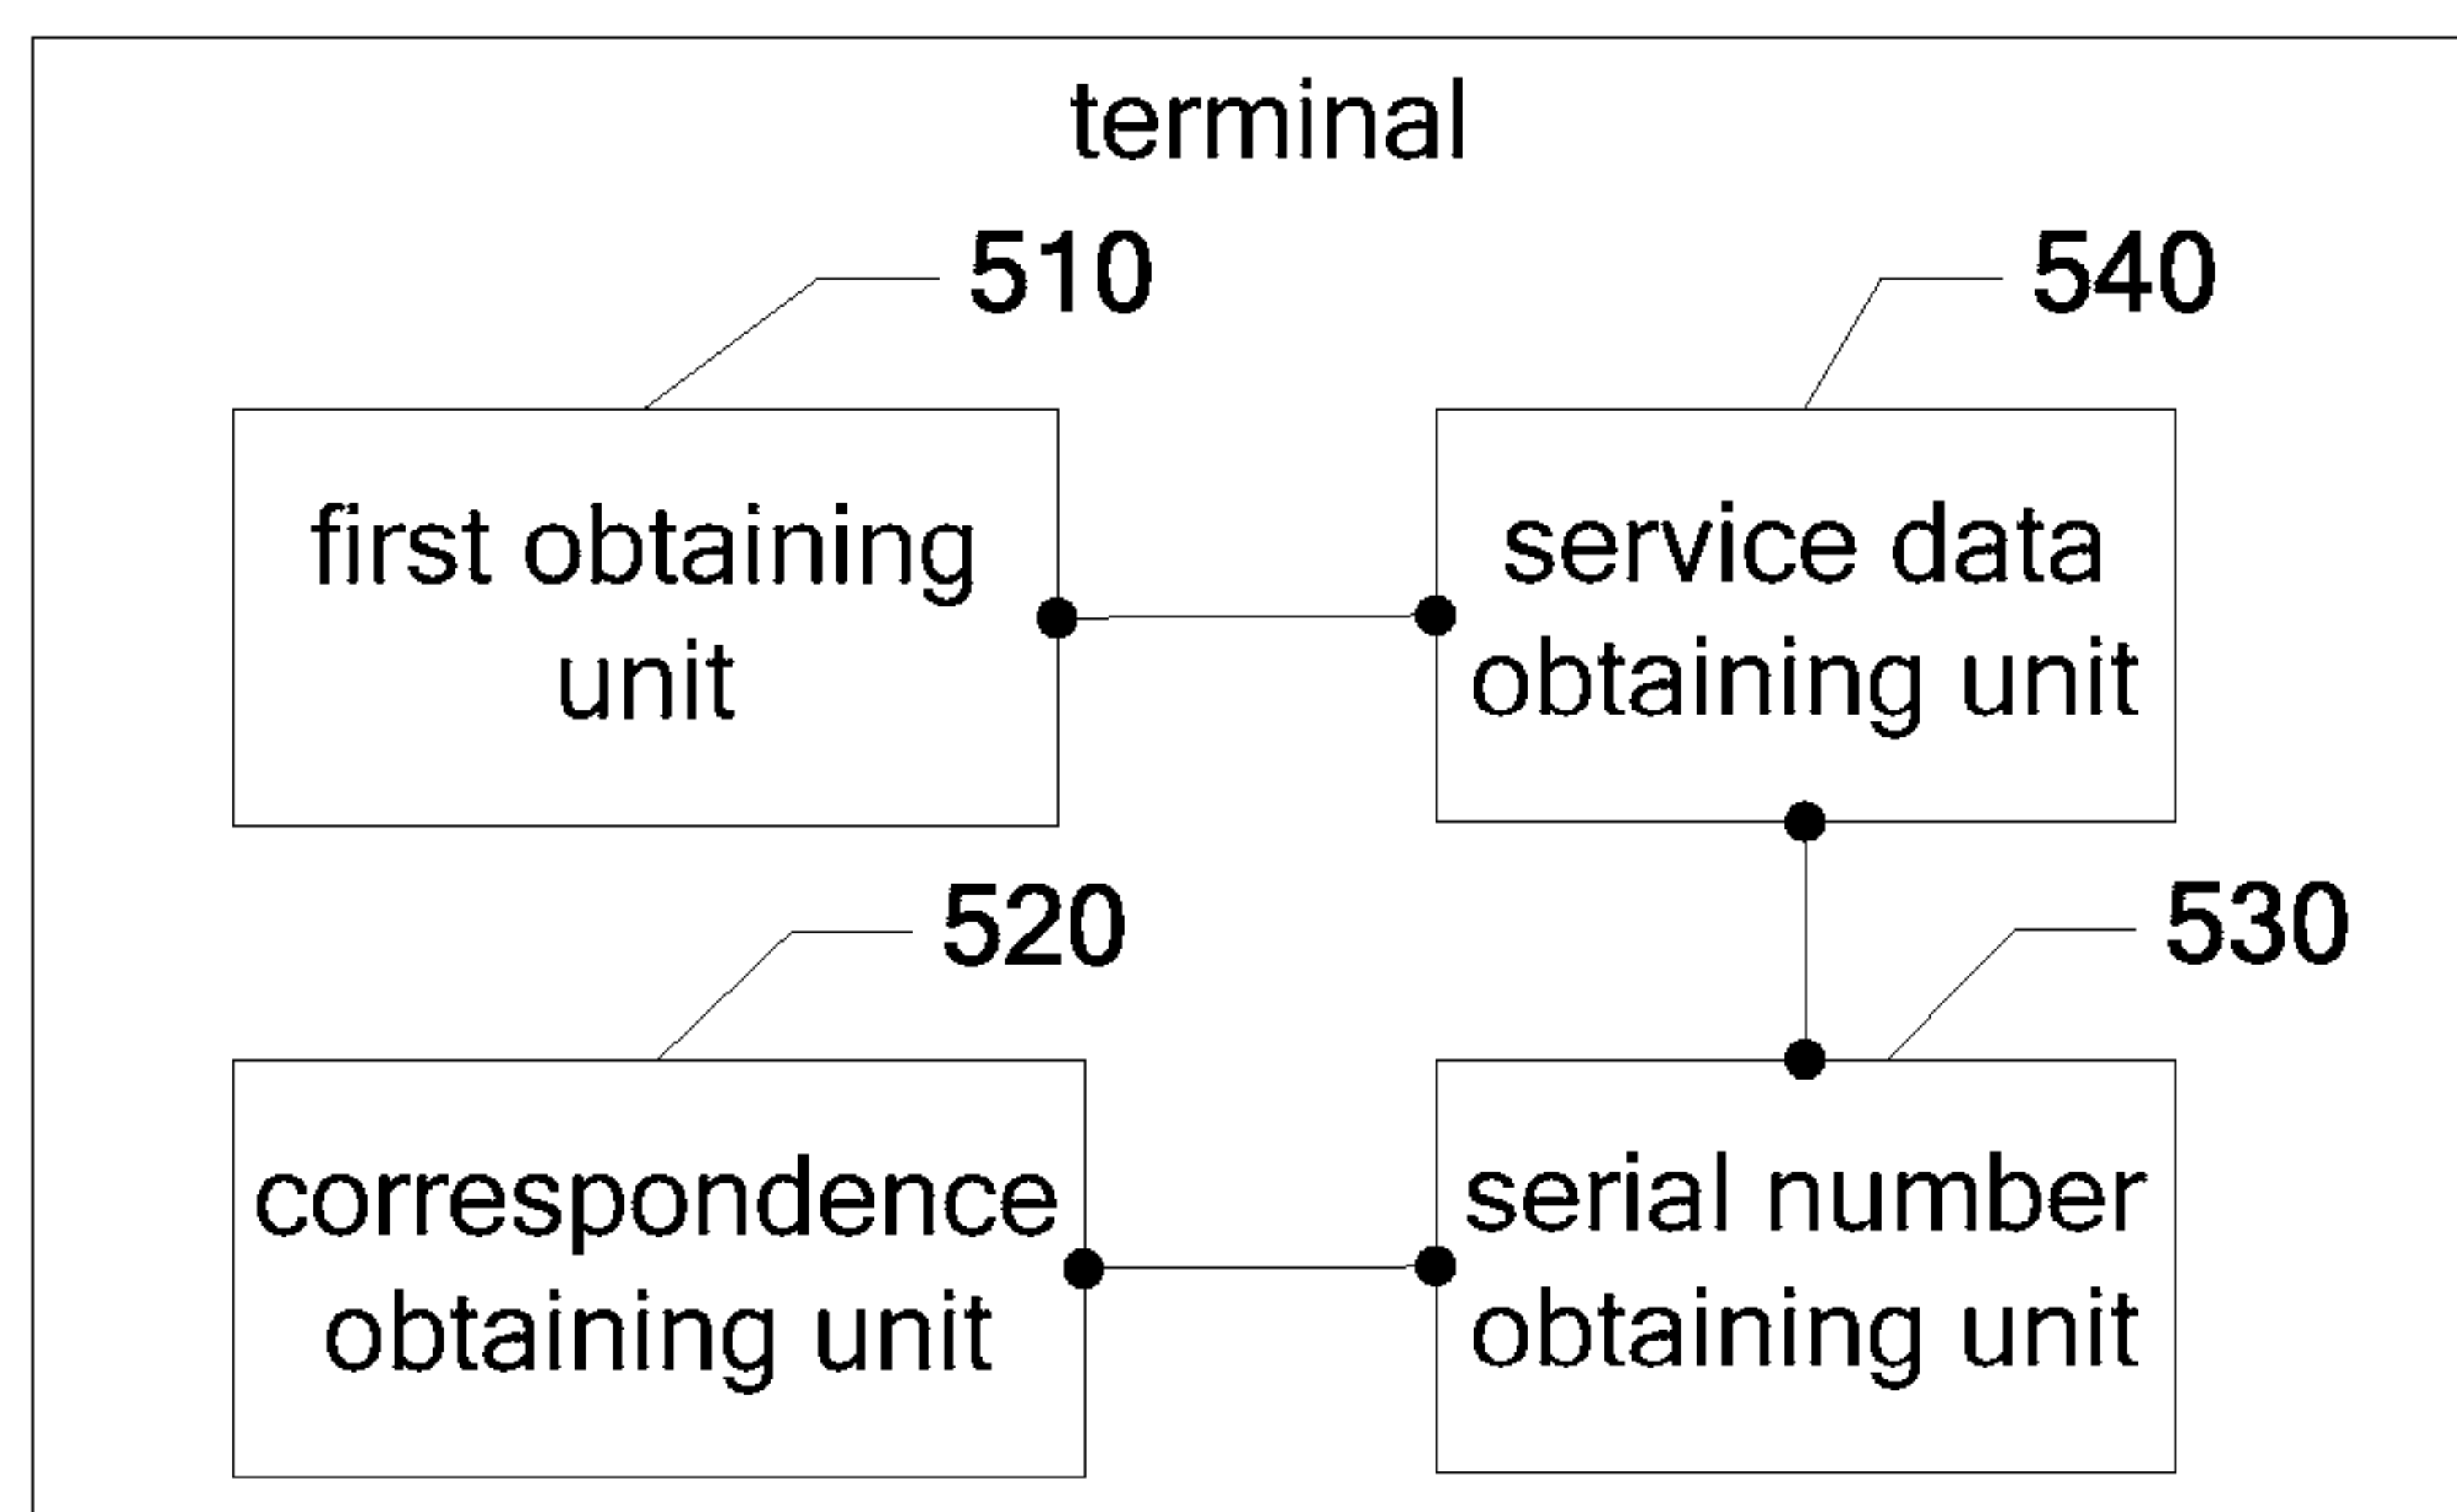 terminal
510
540
first obtaining
unit
service data
obtaining unit
520
530
correspondence
obtaining unit
serial number
obtaining unit